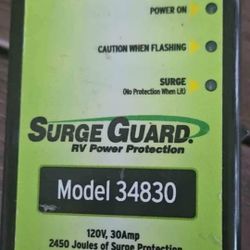 POWER ON
CAUTION WHEN FLASHING
SURGE
(No Protection When Lit)
SURGE GUARD.
RV Power Protection
Model 34830
120V, 30Amp
2450 Joules of Surge Protection